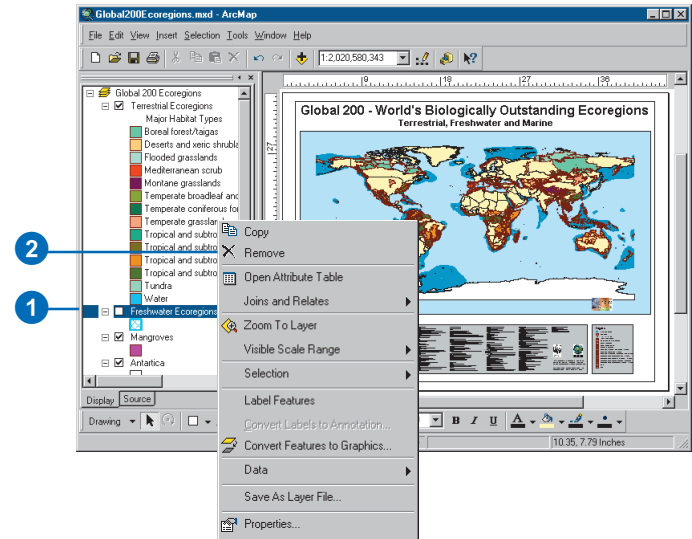 Global200Ecoregions.mxd - ArcMap
File Edit View Insert Selection Tools Window Help
1:2,020,580,343
Global 200 Ecoregions
Terrestrial Ecoregions
Major Habitat Types
Boreal forest/taigas
Deserts and xeric shrubla
Flooded grasslands
Mediterranean scrub
Montane grasslands
Temperate broadleaf and
Temperate coniferous for
Temperate grasslan
Tropical and subtro
Tropical and subtro
Tropical and subtro
Tropical and subtro
Tundra
Water
Freshwater Ecoregions
Mangroves
Antartica
Display Source
9 18 27 36
27
Global 200 - World's Biologically Outstanding Ecoregions
Terrestrial, Freshwater and Marine
2
1
Copy
Remove
Open Attribute Table
Joins and Relates
Zoom To Layer
Visible Scale Range
Selection
Label Features
Convert Labels to Annotation...
Convert Features to Graphics...
Data
Save As Layer File...
Properties...
Drawing
B I U A
10.35, 7.79 Inches